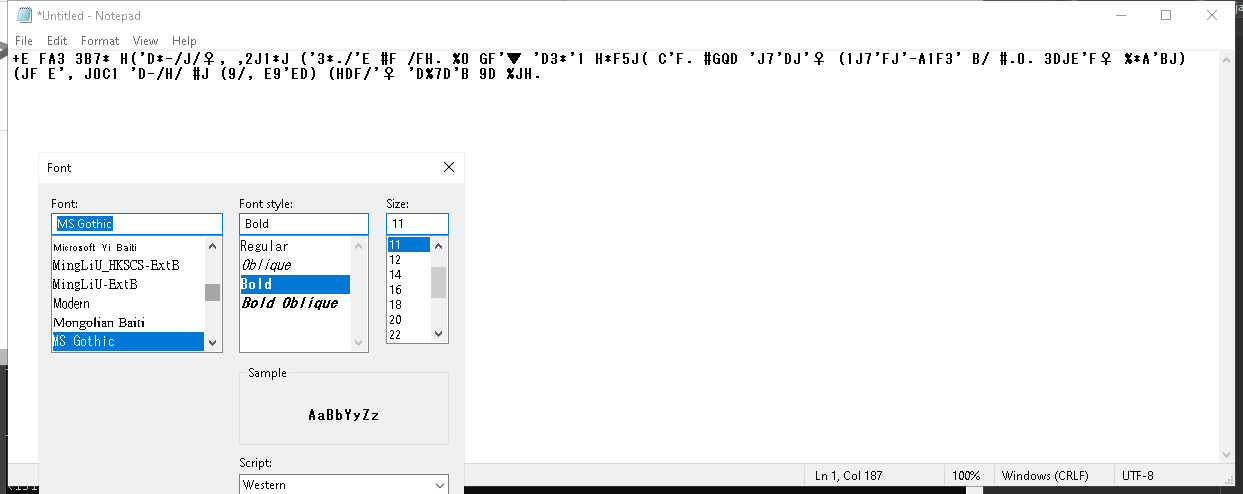 *Untitled - Notepad
File Edit Format View Help
+E FA3 3B7* H('D*-/J/♀, ,2J1*J ('3*./'E #F /FH. %0 GF'▼ 'D3*'1 H*F5J( C'F. #GQD 'J7'DJ'♀ (1J7'FJ'-A1F3' B/ #.0. 3DJE'F♀ %*A'BJ)
(JF E', JOC1 'D-/H/ #J (9/, E9'ED) (HDF/'♀ 'D%7D'B 9D %JH.
Font
Font: Font style: Size:
MS Gothic Bold 11
Microsoft Yi Baiti Regular 11
MingLiU_HKSCS-ExtB Oblique 12
MingLiU-ExtB Bold 14
Modern Bold Oblique 16
Mongolian Baiti 18
MS Gothic 20
22
Sample
AaBbYyZz
Script:
Western
Ln 1, Col 187 100% Windows (CRLF) UTF-8